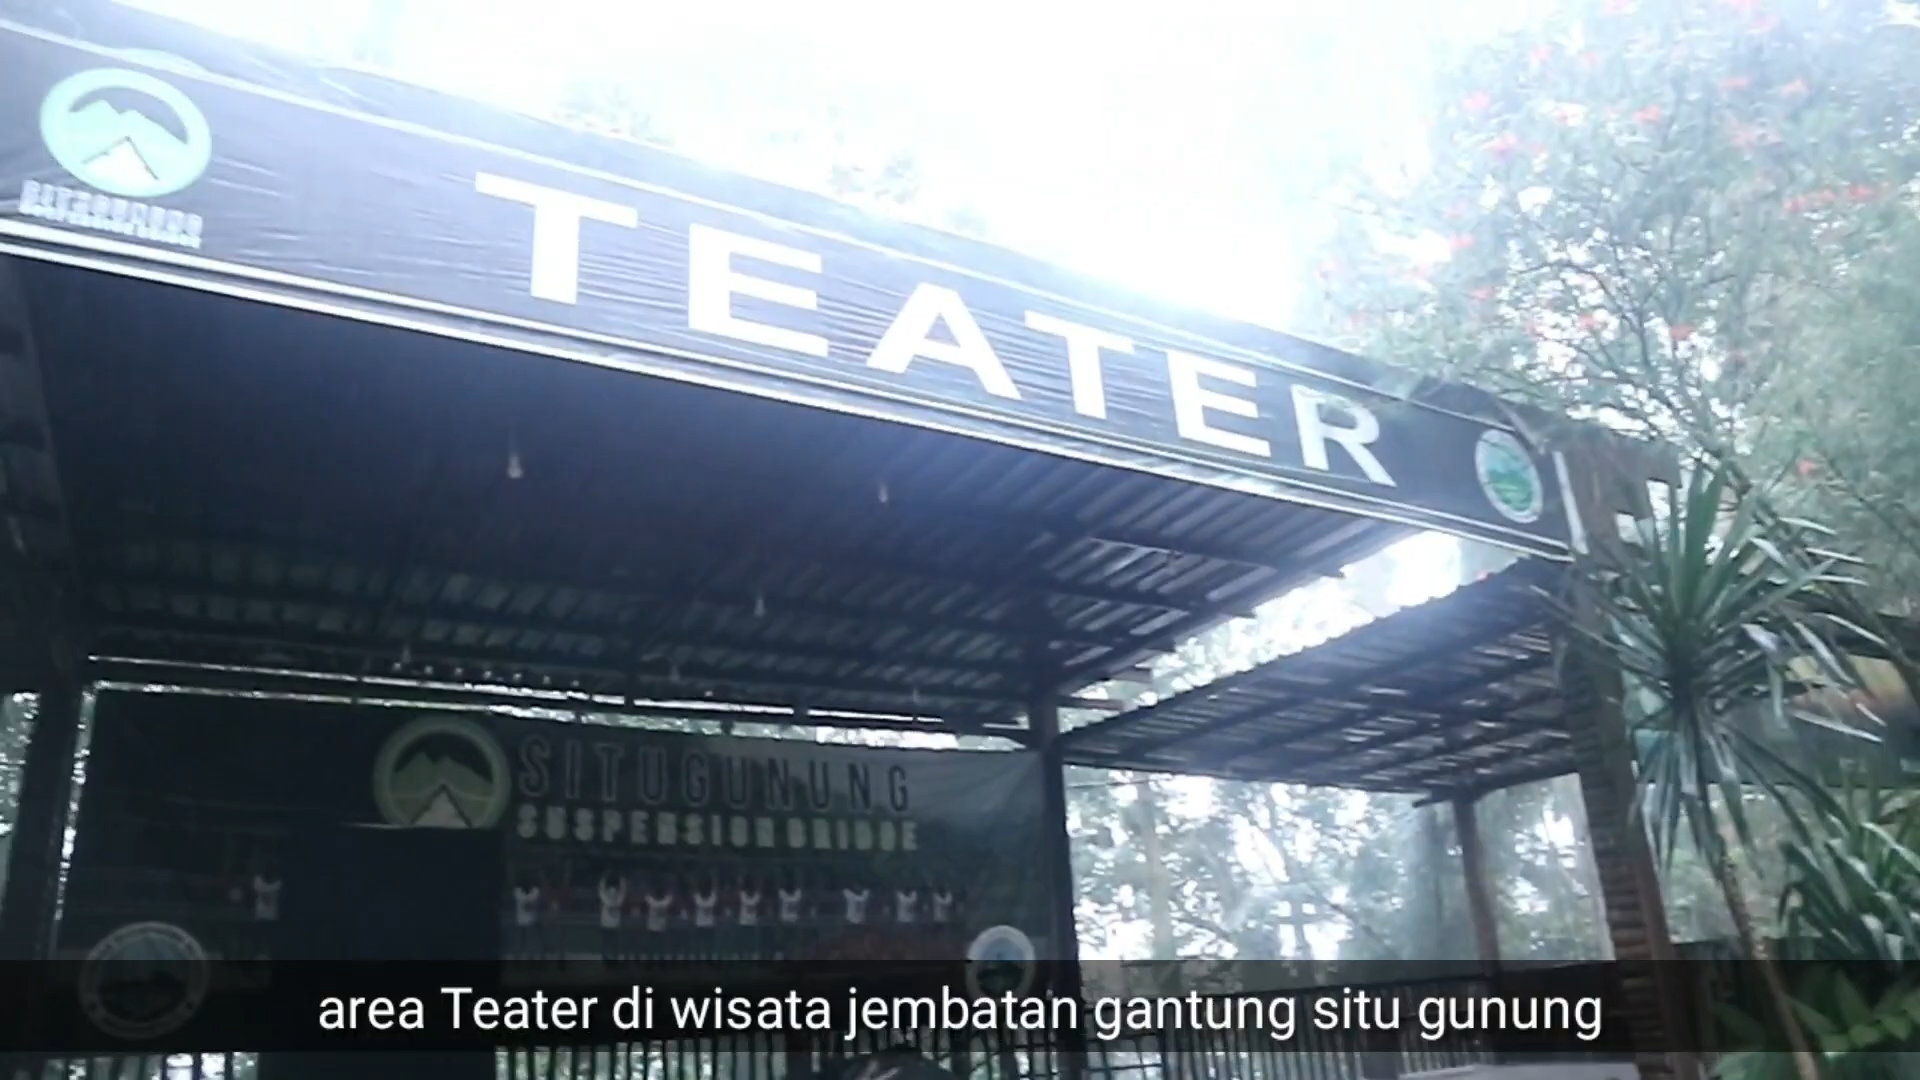 TEATER
SITUGUNUNG
SUSPENSION BRIDGE
area Teater di wisata jembatan gantung situ gunung